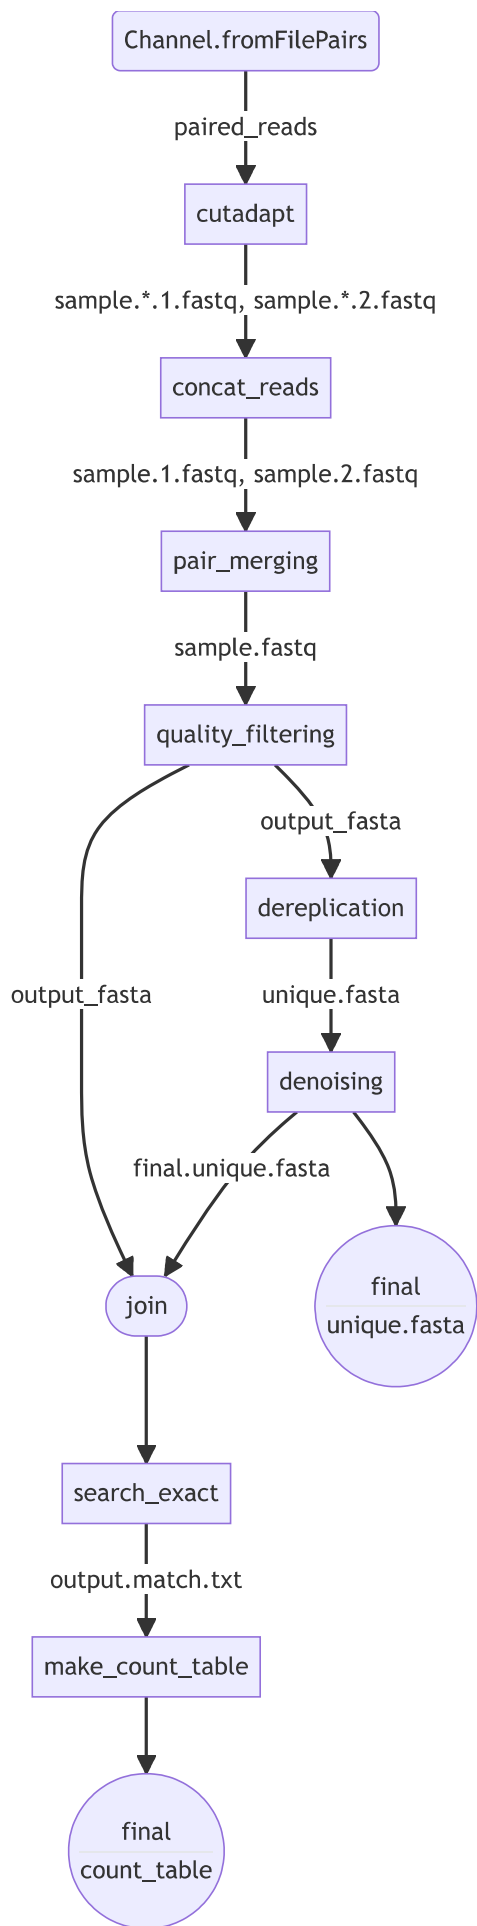 Channel.fromFilePairs
paired_reads
cutadapt
sample.*.1.fastq, sample.*.2.fastq
concat_reads
sample.1.fastq, sample.2.fastq
pair_merging
sample.fastq
quality_filtering
output_fasta
dereplication
output_fasta
unique.fasta
denoising
final.unique.fasta
final
unique.fasta
join
search_exact
output.match.txt
make_count_table
final
count_table